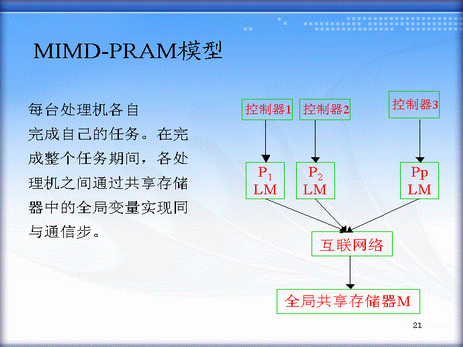 MIMD-PRAM模型
每台处理机各自
完成自己的任务。在完
成整个任务期间，各处
理机之间通过共享存储
器中的全局变量实现同
与通信步。
控制器1 控制器2 控制器3
P1 P2 Pp
LM LM LM
互联网络
全局共享存储器M
21